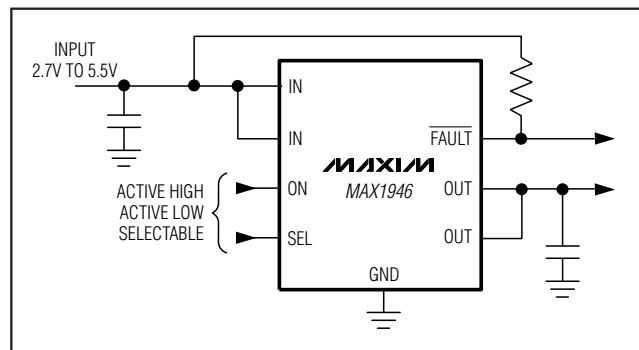 INPUT
2.7V TO 5.5V
IN
IN
FAULT
MAXIM
MAX1946
ACTIVE HIGH
ACTIVE LOW
SELECTABLE
ON
OUT
SEL
OUT
GND